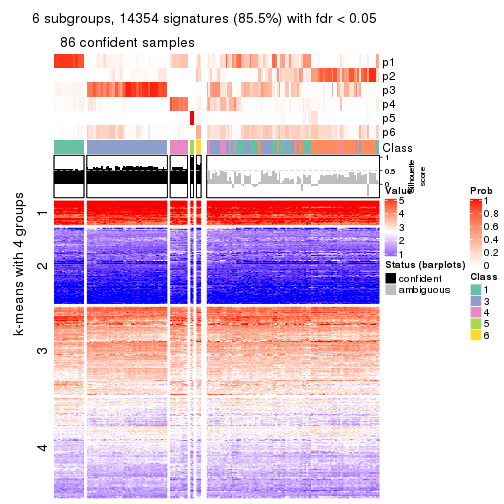 6 subgroups, 14354 signatures (85.5%) with fdr < 0.05
86 confident samples
p1
p2
p3
p4
p5
p6
Class
1
0.5
0
Silhouette
score
k-means with 4 groups
1
2
3
4
Value
5
4
3
2
1
Status (barplots)
confident
ambiguous
Prob
1
0.8
0.6
0.4
0.2
0
Class
1
3
4
5
6